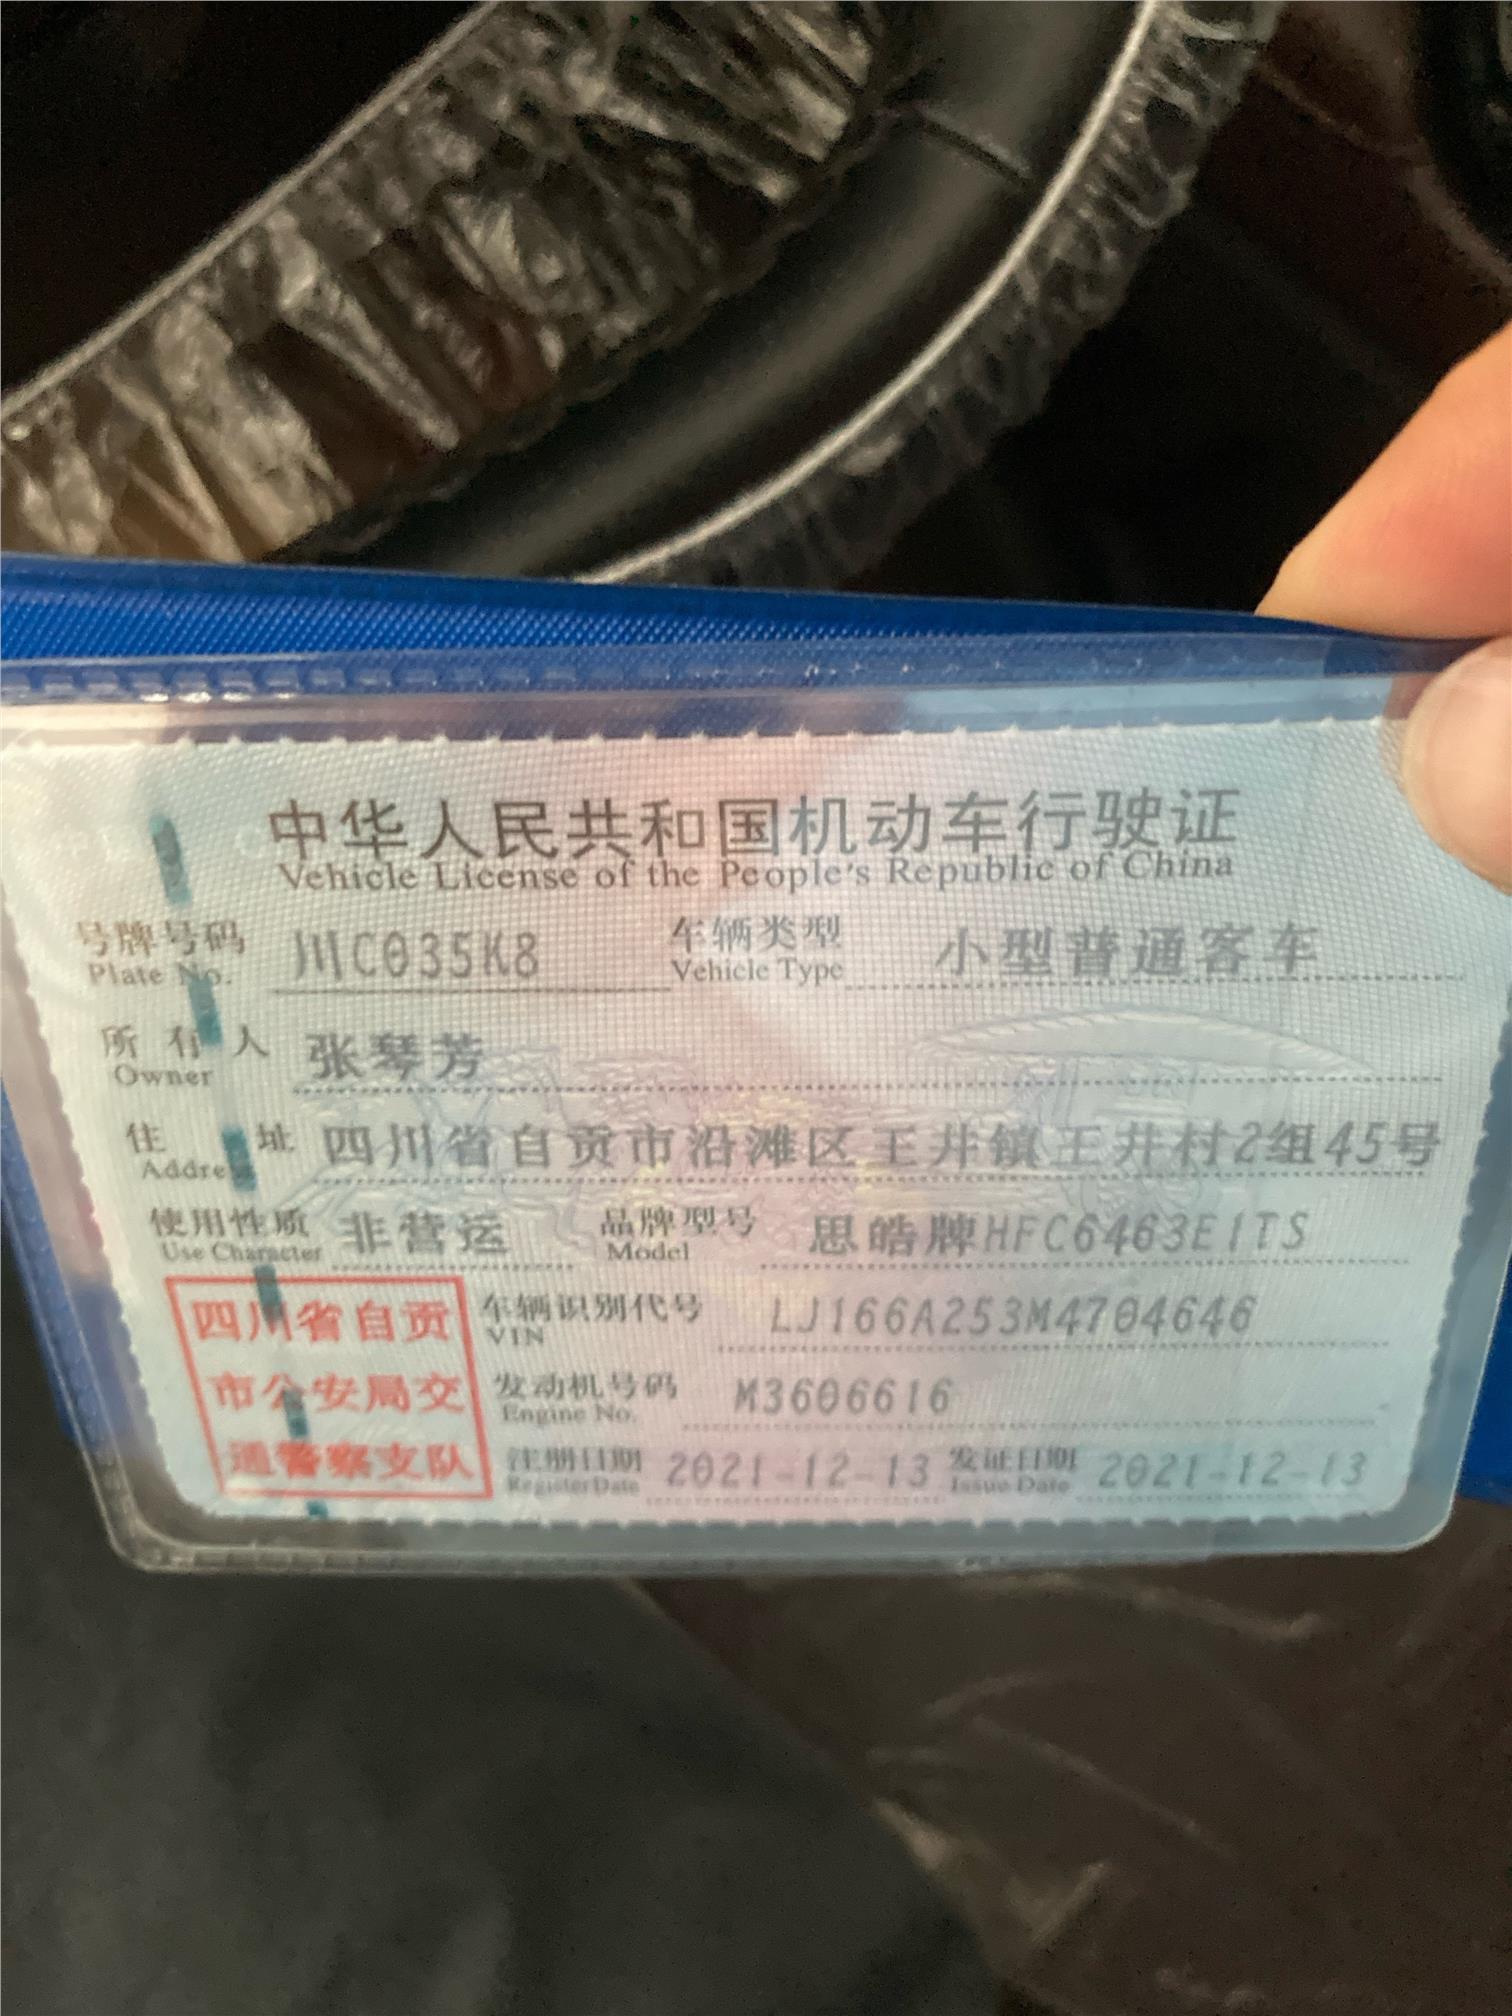 中华人民共和国机动车行驶证
Vehicle License of the People's Republic of China
号牌号码 川C035K8 车辆类型 小型普通客车
Plate No. Vehicle Type
所有人 张琴芳
Owner
住址 四川省自贡市沿滩区王井镇王井村2组45号
Address
使用性质 非营运 品牌型号 思皓牌HFC6463E1TS
Use Character Model
四川省自贡
市公安局交
通警察支队
车辆识别代号 LJ166A253M4704646
VIN
发动机号码 M3606616
Engine No.
注册日期 2021-12-13 发证日期 2021-12-13
Register Date Issue Date